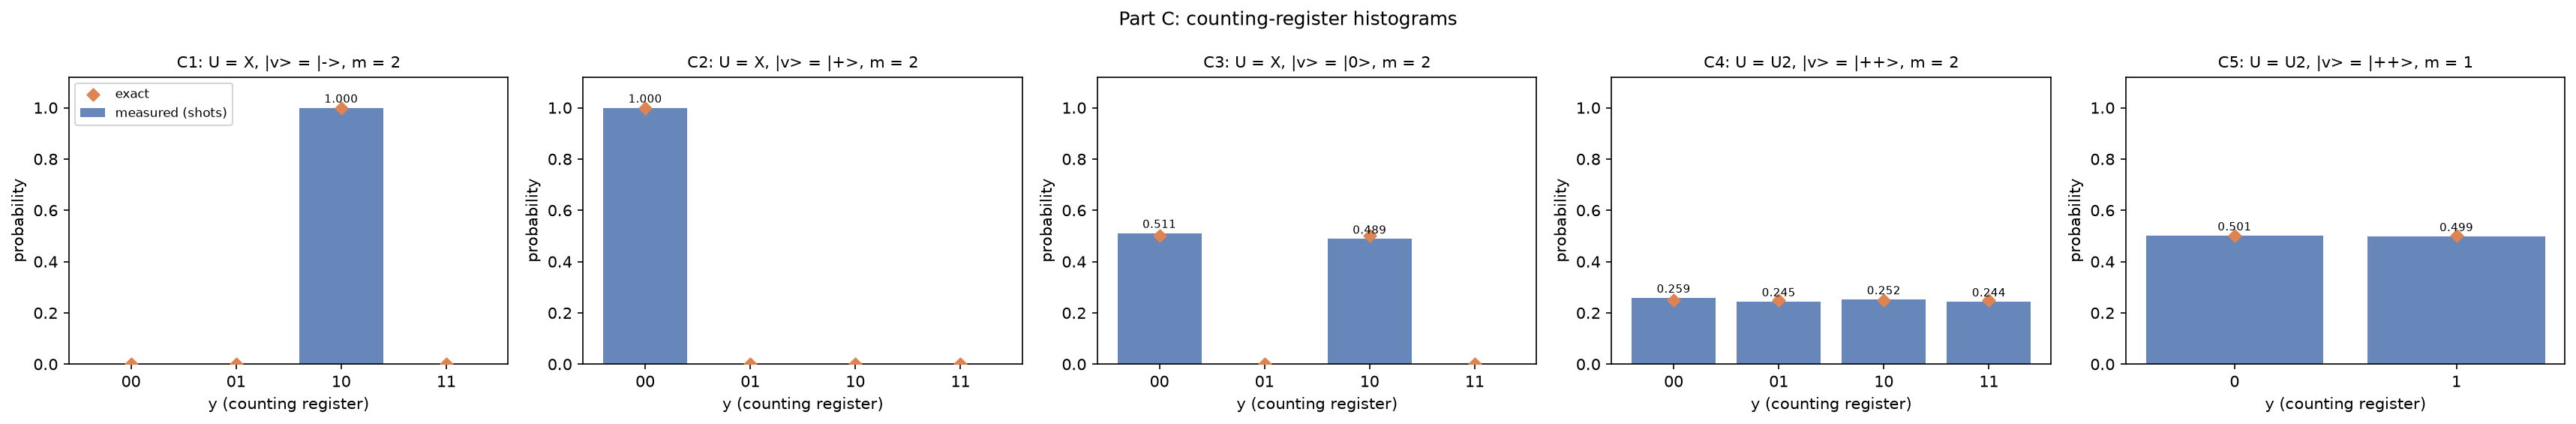 Part C: counting-register histograms
C1: U = X, |v> = |->, m = 2
probability
1.0
0.8
0.6
0.4
0.2
0.0
exact
measured (shots)
1.000
00 01 10 11
y (counting register)
C2: U = X, |v> = |+>, m = 2
probability
1.0
0.8
0.6
0.4
0.2
0.0
1.000
00 01 10 11
y (counting register)
C3: U = X, |v> = |0>, m = 2
probability
1.0
0.8
0.6
0.4
0.2
0.0
0.511
0.489
00 01 10 11
y (counting register)
C4: U = U2, |v> = |++>, m = 2
probability
1.0
0.8
0.6
0.4
0.2
0.0
0.259 0.245 0.252 0.244
00 01 10 11
y (counting register)
C5: U = U2, |v> = |++>, m = 1
probability
1.0
0.8
0.6
0.4
0.2
0.0
0.501 0.499
0 1
y (counting register)